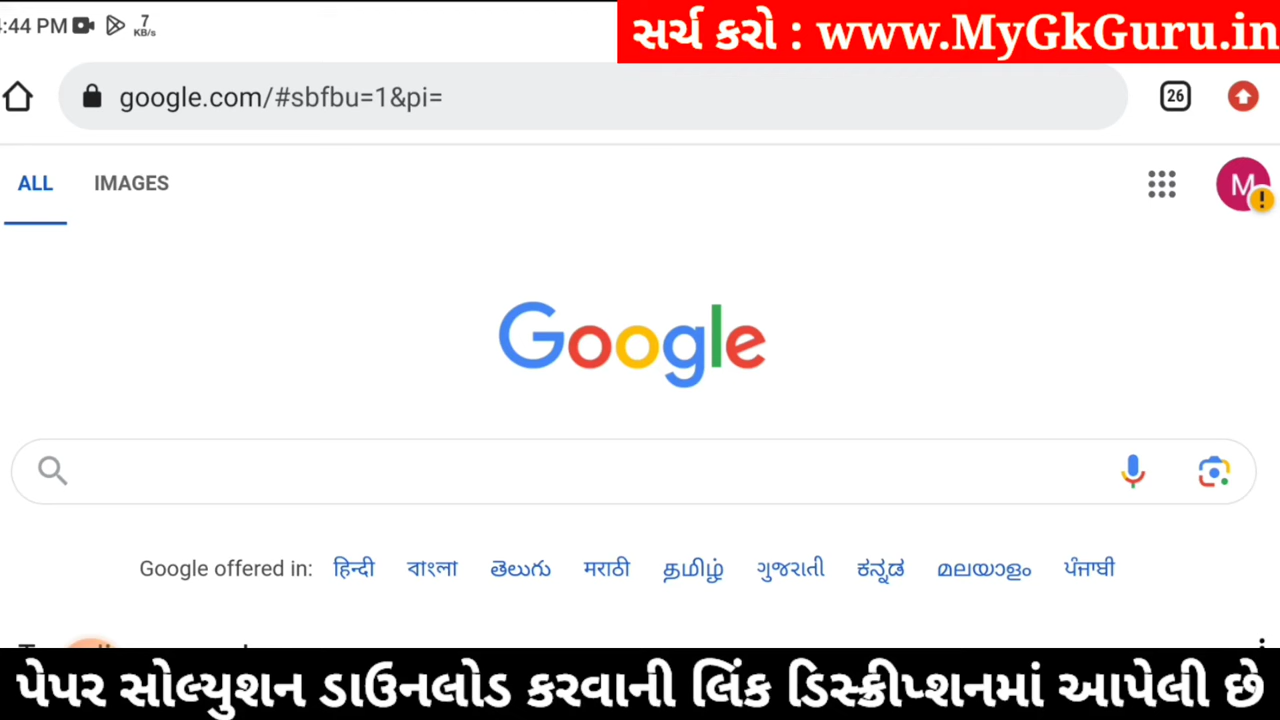 :44 PM 7 KB/s
સર્ચ કરો : www.MyGkGuru.in
google.com/#sbfbu=1&pi= 26
ALL IMAGES M
Google
Google offered in: हिन्दी বাংলা తెలుగు मराठी தமிழ் ગુજરાતી ಕನ್ನಡ മലയാളം ਪੰਜਾਬੀ
પેપર સોલ્યુશન ડાઉનલોડ કરવાની લિંક ડિસ્ક્રીપ્શનમાં આપેલી છે